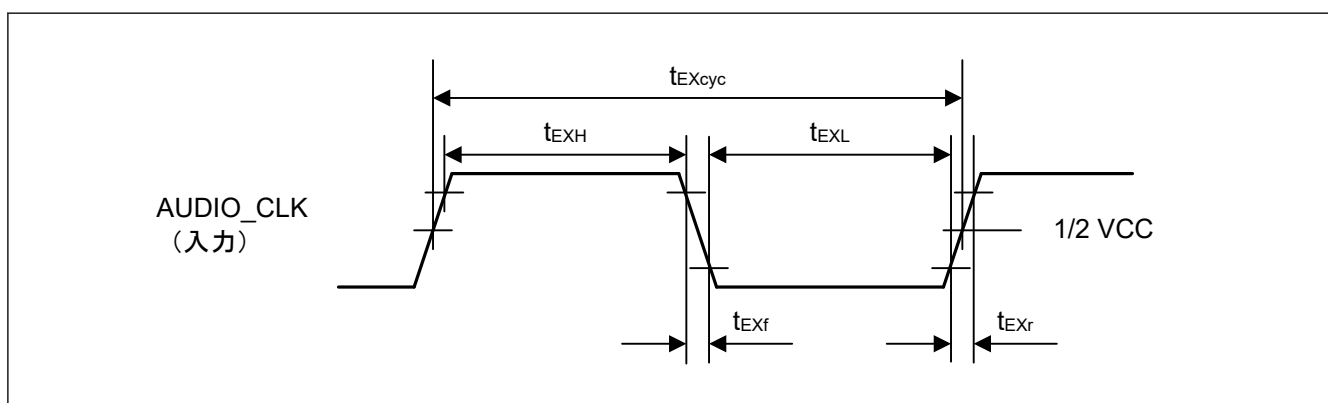 tEXcyc
tEXH
tEXL
AUDIO_CLK
（入力）
1/2 VCC
tEXf
tEXr